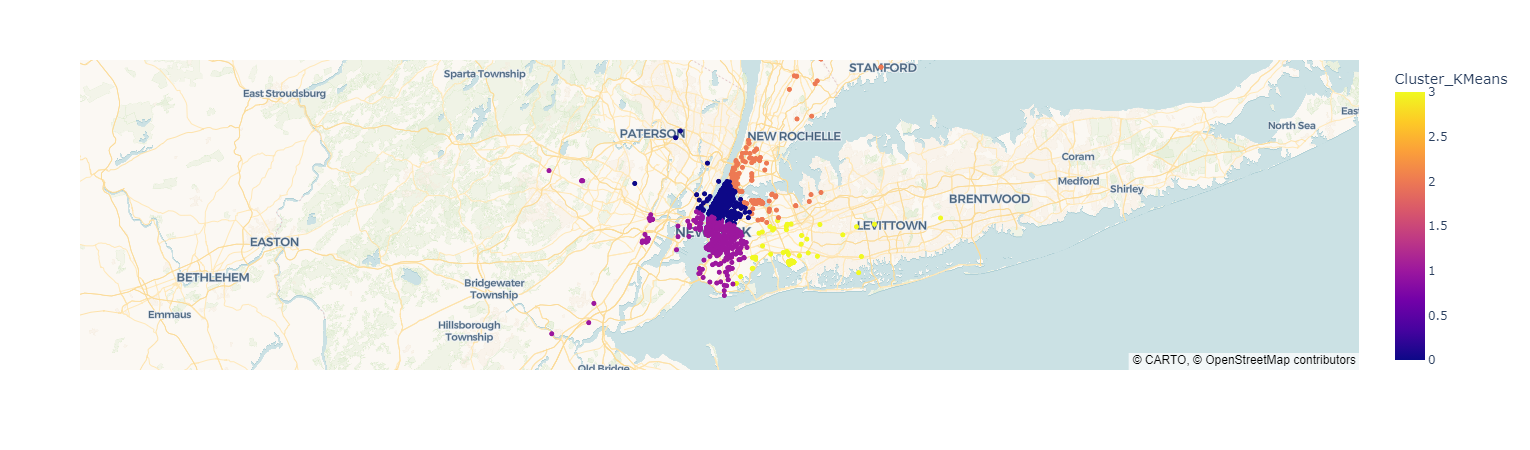 STAMFORD
Sparta Township
East Stroudsburg
East
North Sea
PATERSON
NEW ROCHELLE
Coram
Medford
Shirley
BRENTWOOD
LEVITTOWN
EASTON
BETHLEHEM
Bridgewater
Township
Emmaus
Hillsborough
Township
Old Bridge
© CARTO, © OpenStreetMap contributors
Cluster_KMeans
3
2.5
2
1.5
1
0.5
0